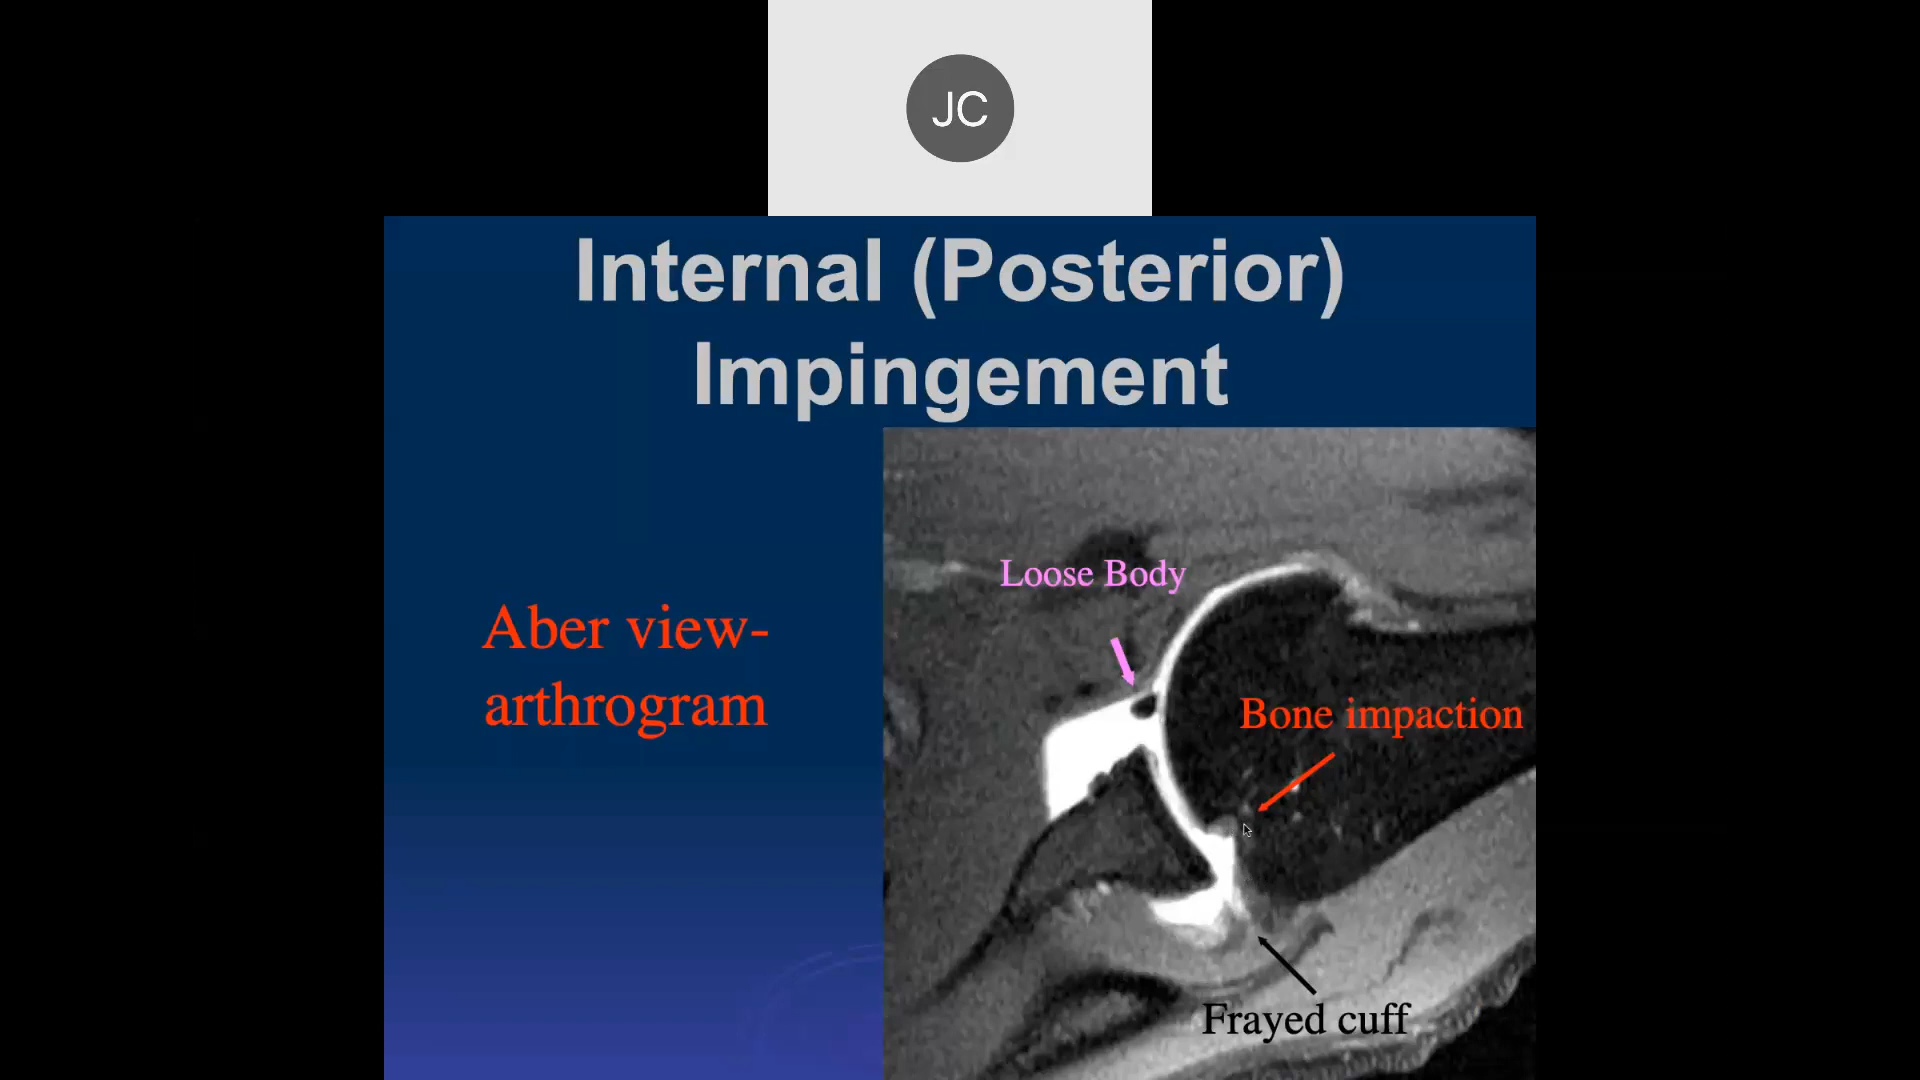 JC
Internal (Posterior)
Impingement
Loose Body
Aber view-
arthrogram
Bone impaction
Frayed cuff